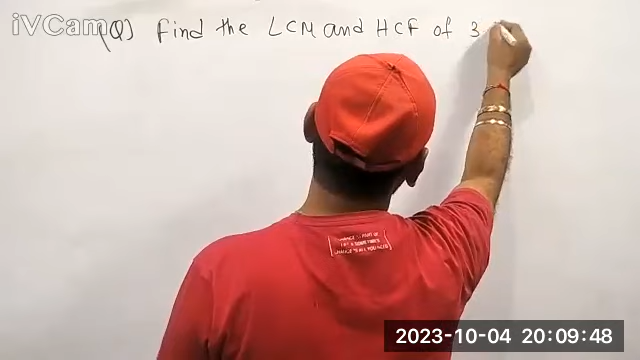 iVCam
(Q) Find the LCM and HCF of 3
2023-10-04 20:09:48